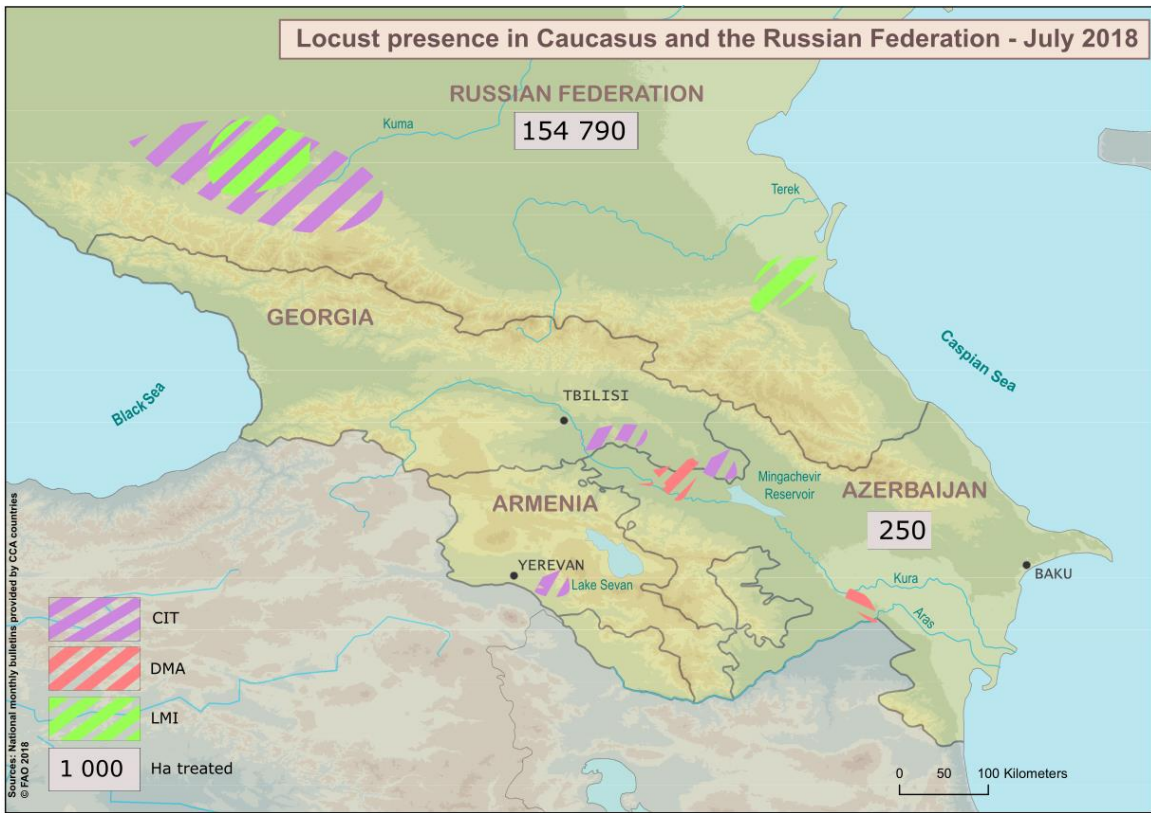 Locust presence in Caucasus and the Russian Federation - July 2018
RUSSIAN FEDERATION
154 790
Kuma
Terek
GEORGIA
Black Sea
Caspian Sea
TBILISI
Mingachevir
Reservoir
AZERBAIJAN
250
ARMENIA
YEREVAN
Lake Sevan
BAKU
Kura
Aras
CIT
DMA
LMI
1 000
Ha treated
0 50 100 Kilometers
Sources: National monthly bulletins provided by CCA countries
© FAO 2018